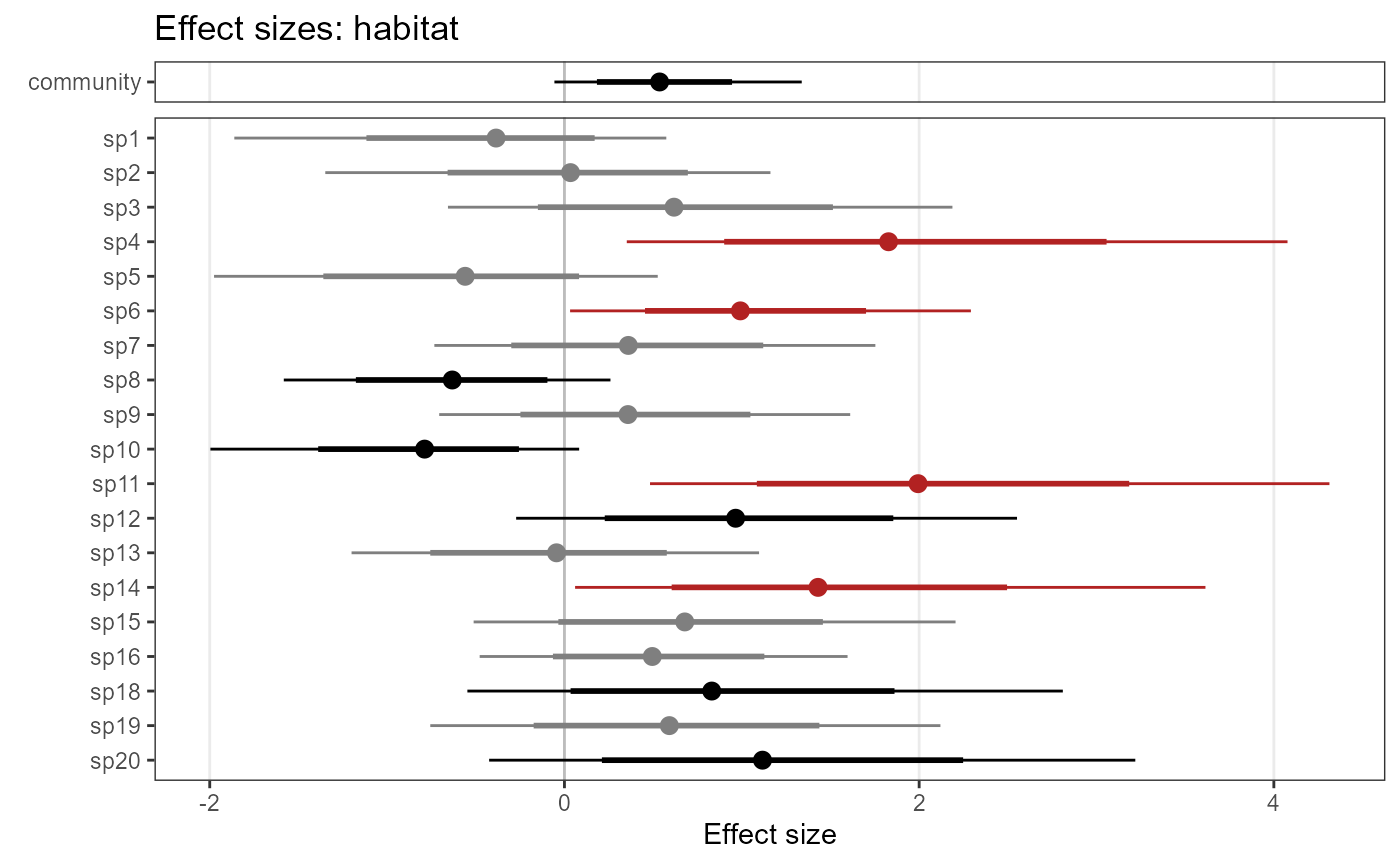 Effect sizes: habitat
community
sp1
sp2
sp3
sp4
sp5
sp6
sp7
sp8
sp9
sp10
sp11
sp12
sp13
sp14
sp15
sp16
sp18
sp19
sp20
-2 0 2 4
Effect size